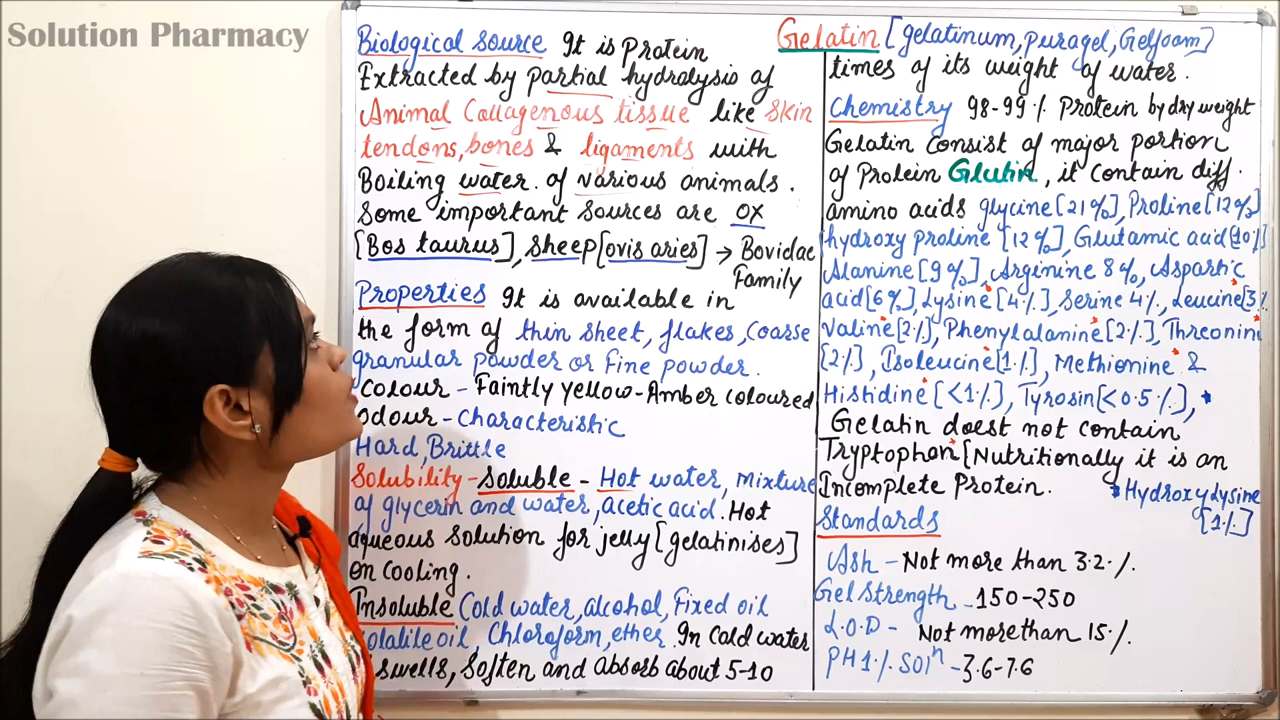 Solution Pharmacy
Gelatin [gelatinum, puragel, Gelfoam]
Biological source It is protein
Extracted by partial hydrolysis of
Animal Collagenous tissue like skin
tendons, bones & ligaments with
Boiling water. of various animals.
Some important sources are ox
[Bos taurus], sheep [ovis aries] → Bovidae
Family
Properties It is available in
the form of thin sheet, flakes, Coarse
granular powder or Fine powder.
Colour - Faintly yellow-Amber coloured
odour - characteristic
Hard, Brittle
Solubility - Soluble - Hot water, mixture
of glycerin and water, acetic acid. Hot
aqueous solution for jelly [gelatinises]
on cooling.
Insoluble Cold water, alcohol, Fixed oil
volatile oil, Chloroform, ether. In cold water
swells, Soften and Absorb about 5-10
times of its weight of water.
Chemistry 98-99% Protein by dry weight
Gelatin consist of major portion
of Protein Glutin, it contain diff.
amino acids glycine [21%], Proline [12%]
hydroxy proline [12%], Glutamic acid [10%]
Alanine [9%], Arginine 8%, Aspartic
acid [6%], Lysine* [4%], Serine 4%, Leucine* [3%
Valine* [2%], Phenylalanine* [2%], Threonine*
[2%], Isoleucine* [1%], Methionine* &
Histidine* [<1%], Tyrosin [<0.5%], *
Gelatin doest not contain
Tryptophan* [Nutritionally it is an
Incomplete Protein.
* Hydroxy lysine
[1%]
Standards
Ash - Not more than 3.2%.
Gel strength - 150-250
L.O.D - Not more than 15%.
PH 1% Solⁿ - 3.6-7.6